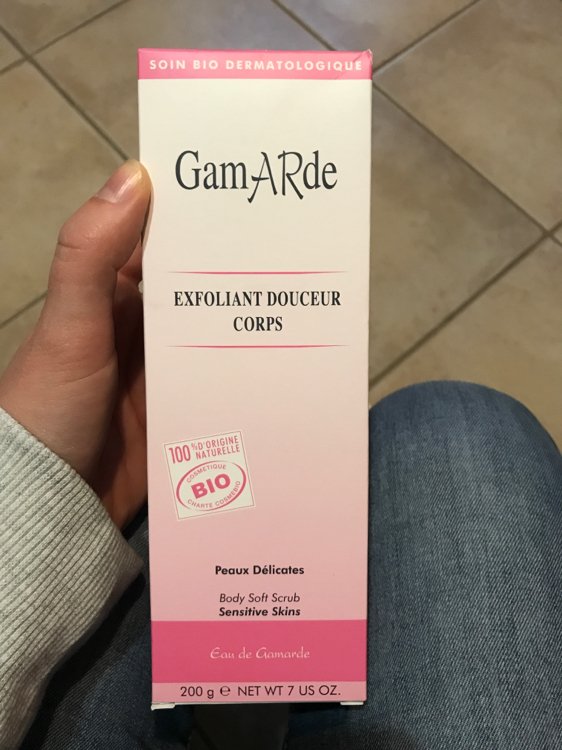 SOIN BIO DERMATOLOGIQUE
GamARde
EXFOLIANT DOUCEUR
CORPS
100%D'ORIGINE
NATURELLE
COSMETIQUE
BIO
CHARTE COSMEBIO
Peaux Délicates
Body Soft Scrub
Sensitive Skins
Eau de Gamarde
200 g ℮ NET WT 7 US OZ.